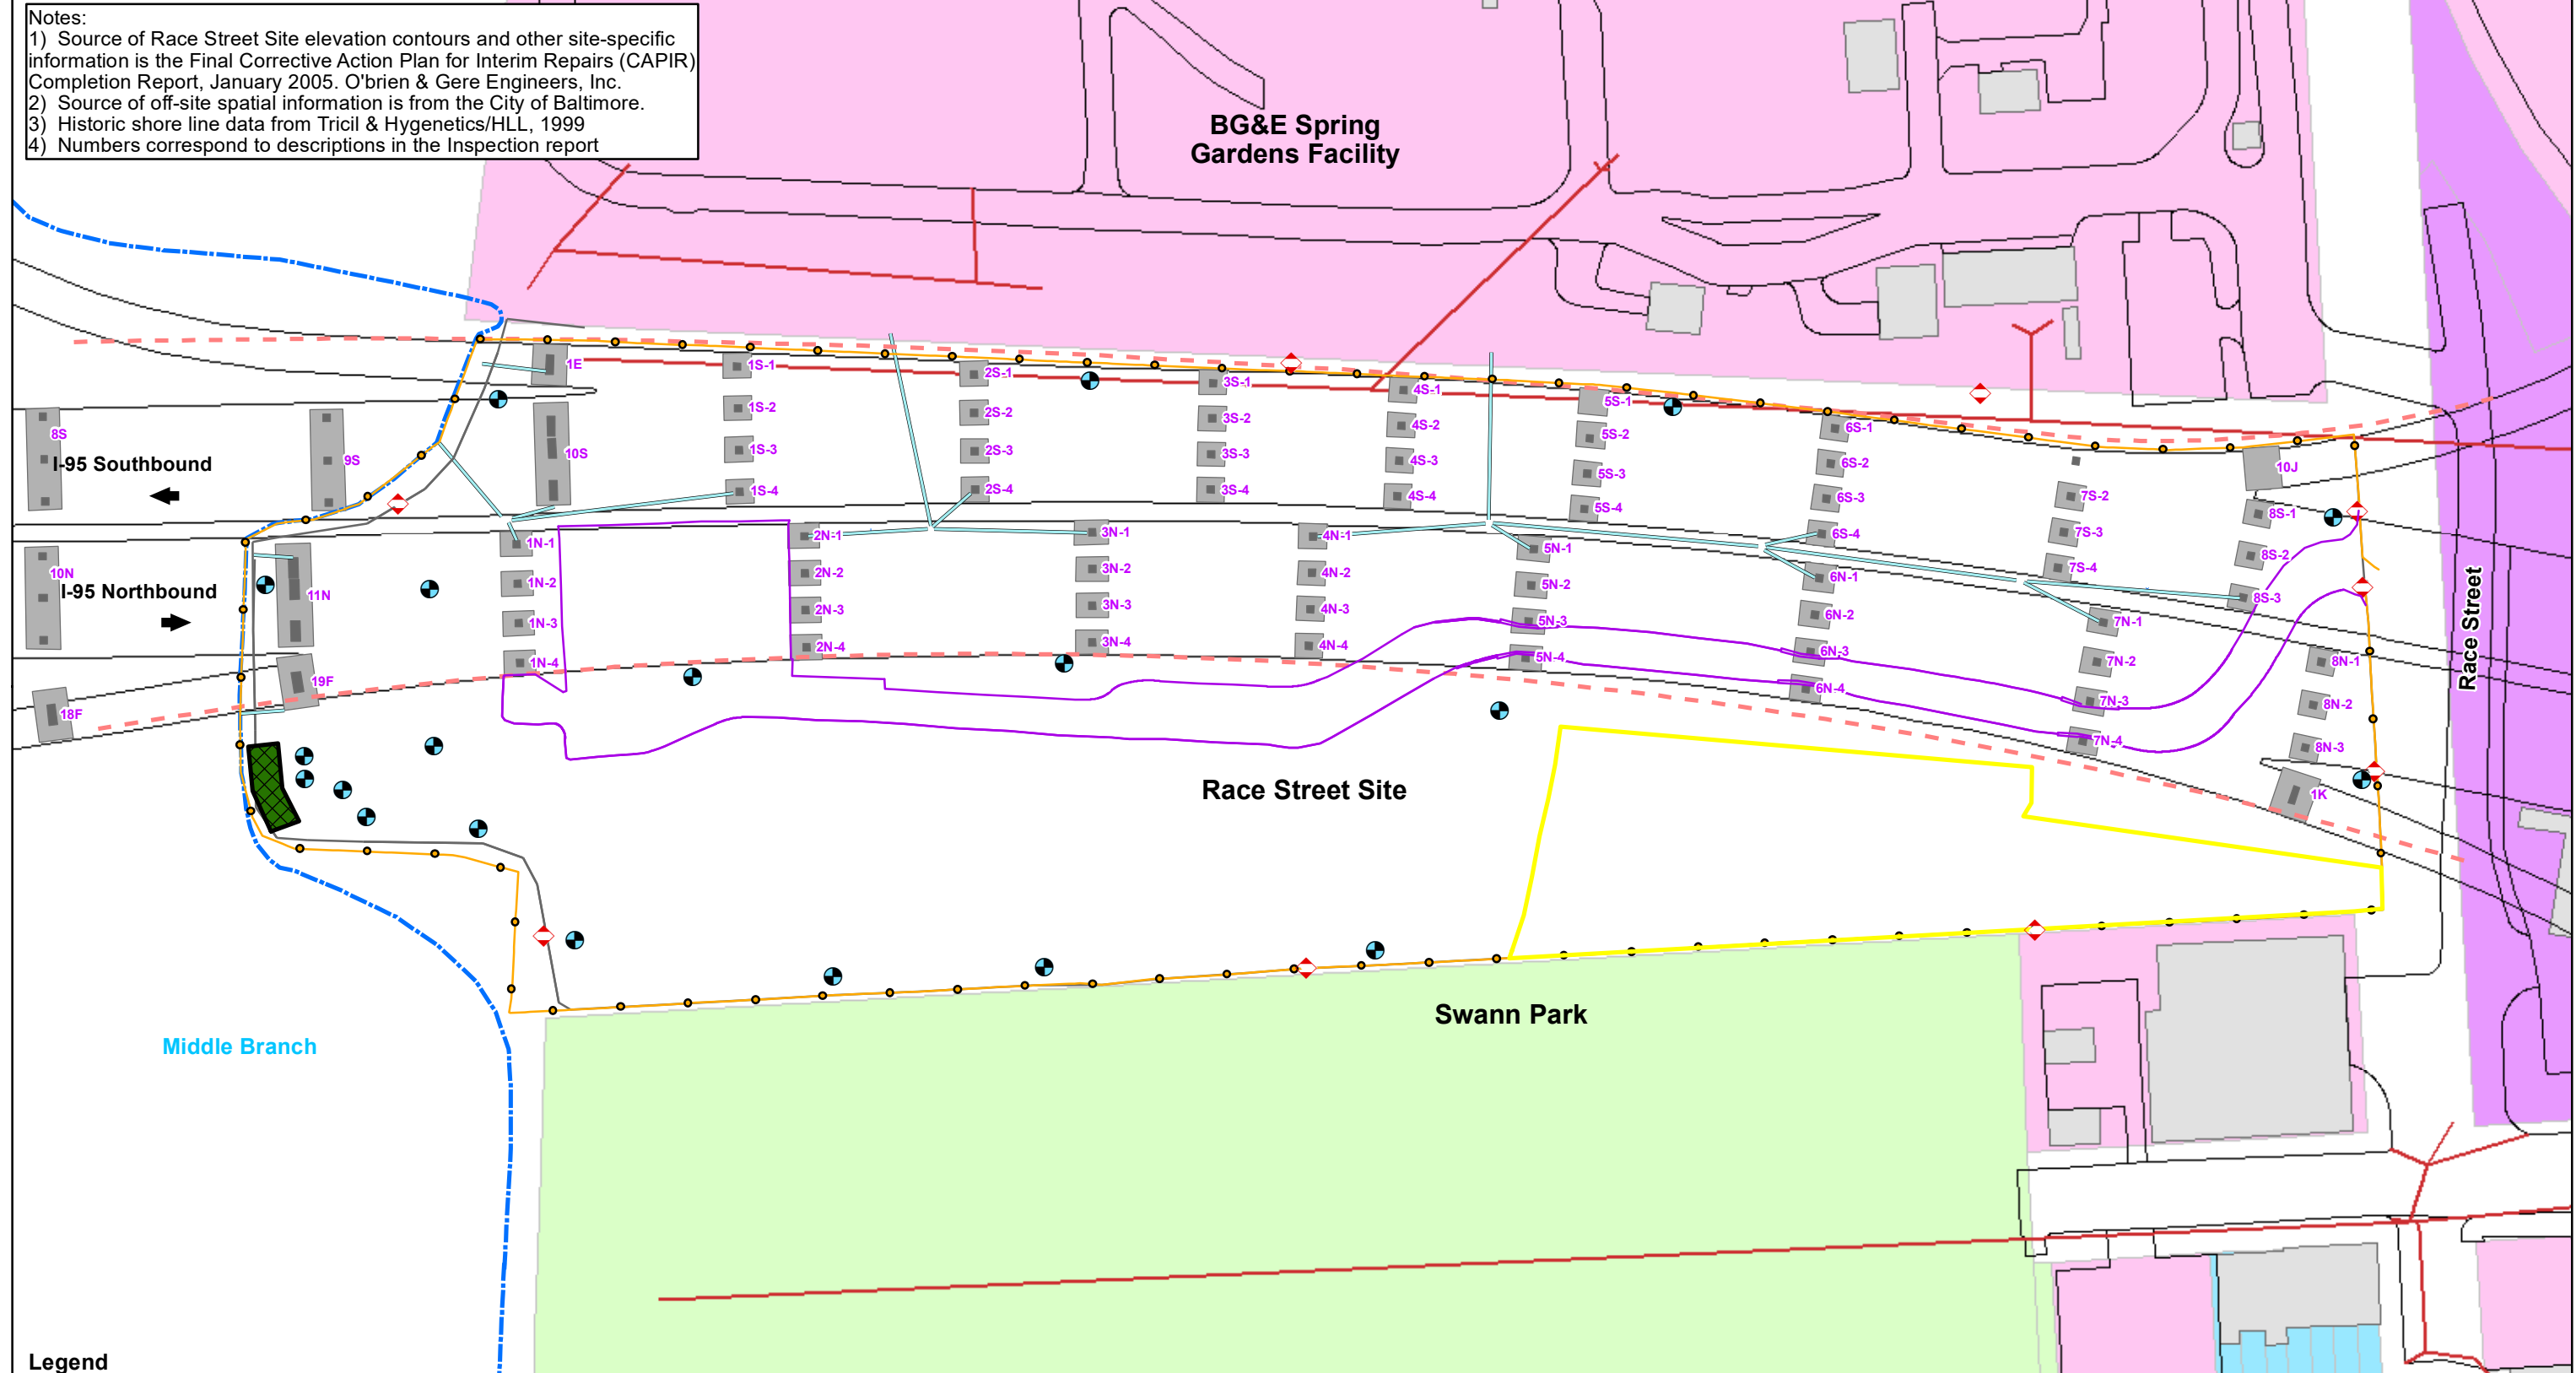 Notes:
1) Source of Race Street Site elevation contours and other site-specific
information is the Final Corrective Action Plan for Interim Repairs (CAPIR)
Completion Report, January 2005. O'brien & Gere Engineers, Inc.
2) Source of off-site spatial information is from the City of Baltimore.
3) Historic shore line data from Tricil & Hygenetics/HLL, 1999
4) Numbers correspond to descriptions in the Inspection report
BG&E Spring
Gardens Facility
1E
1S-1
2S-1
3S-1
4S-1
5S-1
6S-1
8S
1S-2
2S-2
3S-2
4S-2
5S-2
6S-2
I-95 Southbound
9S
10S
1S-3
2S-3
3S-3
4S-3
5S-3
6S-3
7S-2
10J
1S-4
2S-4
3S-4
4S-4
5S-4
6S-4
7S-3
8S-1
1N-1
2N-1
3N-1
4N-1
5N-1
6N-1
7S-4
8S-2
10N
I-95 Northbound
11N
1N-2
2N-2
3N-2
4N-2
5N-2
6N-2
7N-1
8S-3
1N-3
2N-3
3N-3
4N-3
5N-3
6N-3
7N-2
8N-1
1N-4
2N-4
3N-4
4N-4
5N-4
6N-4
7N-3
8N-2
18F
19F
7N-4
8N-3
1K
Race Street
Race Street Site
Swann Park
Middle Branch
Legend